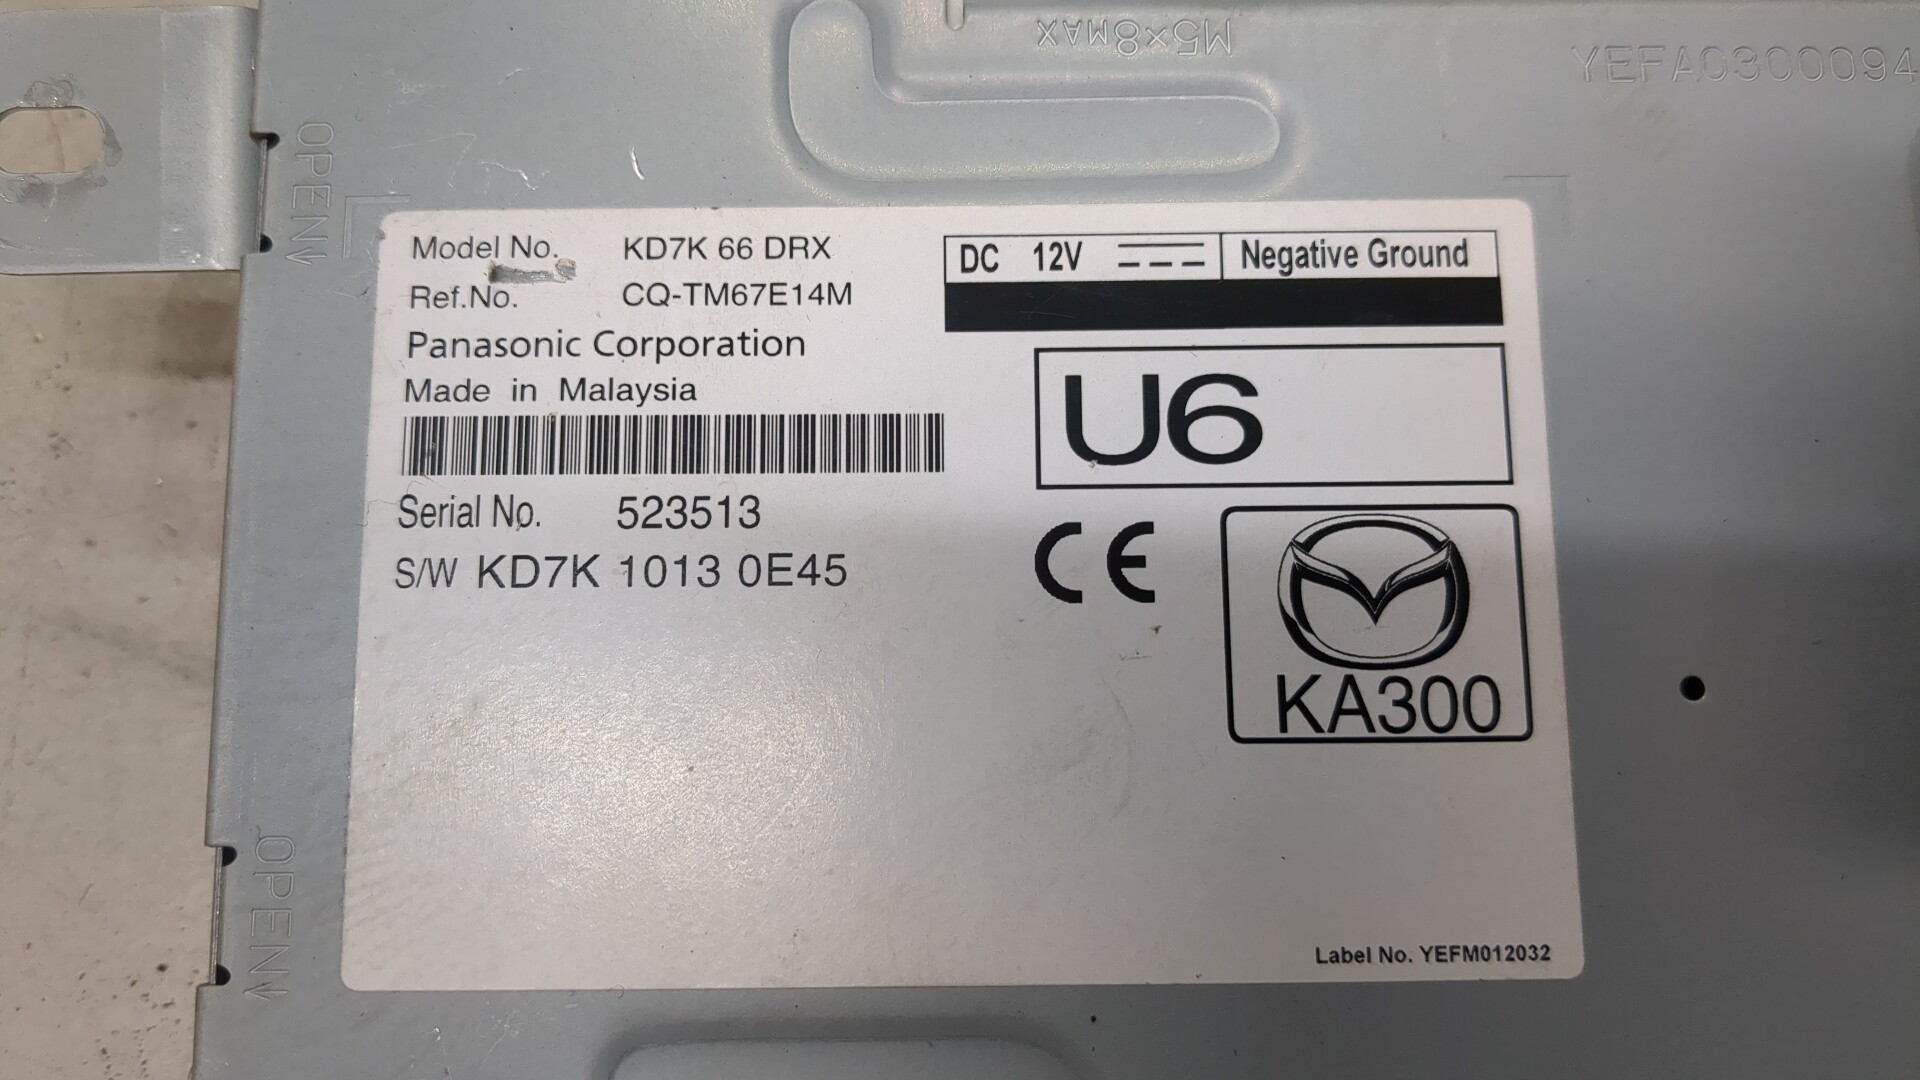 M5×8MAX
YEFA0300094
OPEN
Model No. KD7K 66 DRX
Ref.No. CQ-TM67E14M
Panasonic Corporation
Made in Malaysia
Serial No. 523513
S/W KD7K 1013 0E45
DC 12V
Negative Ground
U6
CE
KA300
OPEN
Label No. YEFM012032